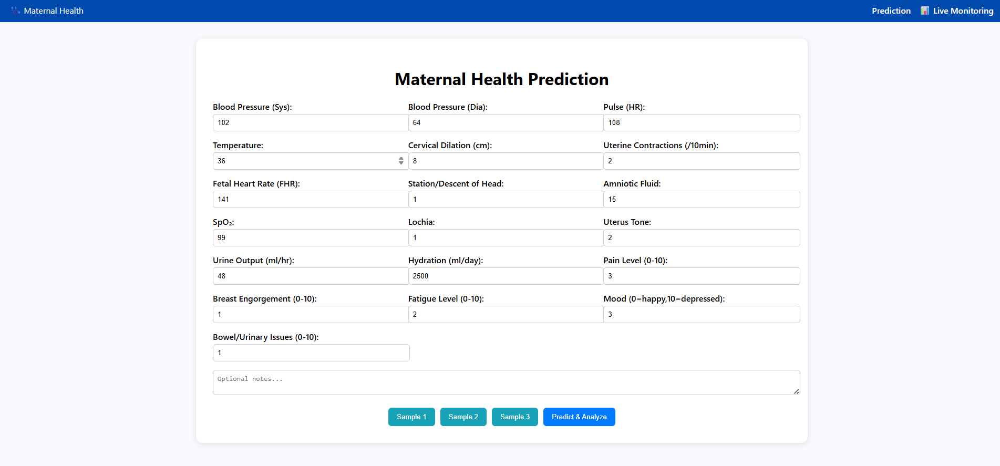 Maternal Health
Prediction
Live Monitoring
Maternal Health Prediction
Blood Pressure (Sys): Blood Pressure (Dia): Pulse (HR):
102 64 108
Temperature: Cervical Dilation (cm): Uterine Contractions (/10min):
36 8 2
Fetal Heart Rate (FHR): Station/Descent of Head: Amniotic Fluid:
141 1 15
SpO₂: Lochia: Uterus Tone:
99 1 2
Urine Output (ml/hr): Hydration (ml/day): Pain Level (0-10):
48 2500 3
Breast Engorgement (0-10): Fatigue Level (0-10): Mood (0=happy,10=depressed):
1 2 3
Bowel/Urinary Issues (0-10):
1
Optional notes...
Sample 1 Sample 2 Sample 3 Predict & Analyze